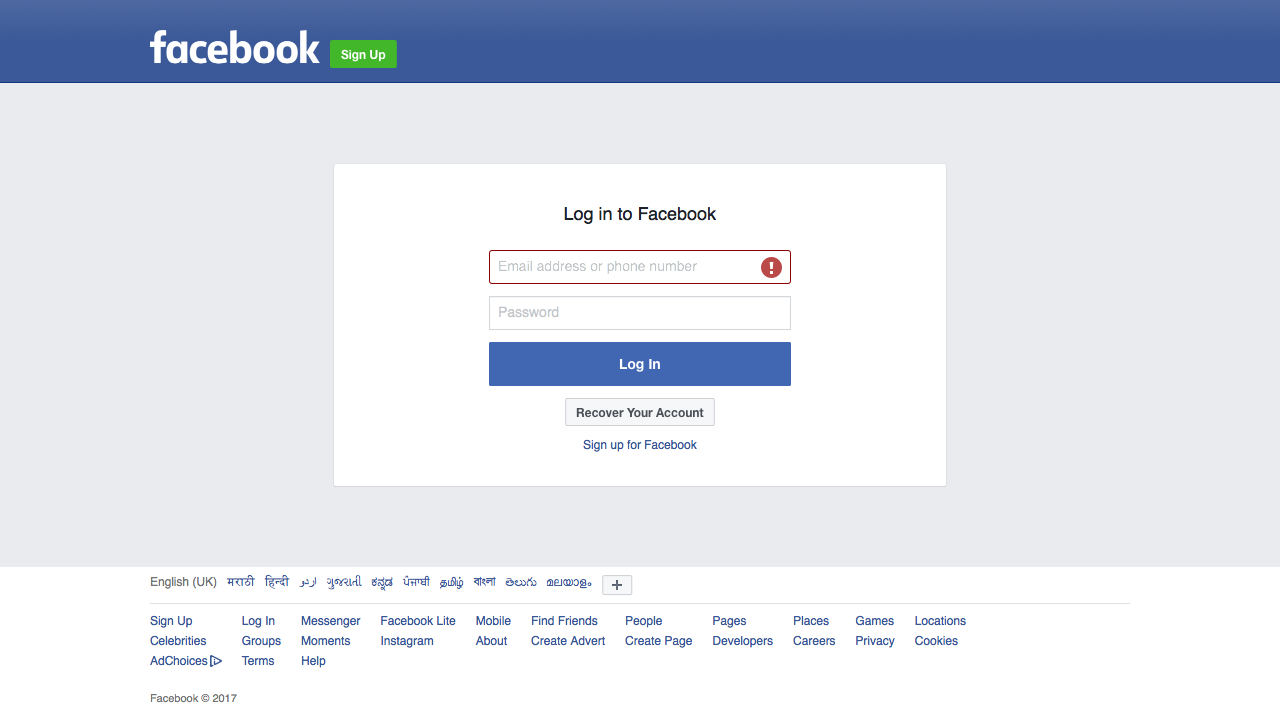 facebook
Sign Up
Log in to Facebook
Email address or phone number
Password
Log In
Recover Your Account
Sign up for Facebook
English (UK) मराठी हिन्दी اردو ગુજરાતી ಕನ್ನಡ ਪੰਜਾਬੀ தமிழ் বাংলা తెలుగు മലയാളം
Sign Up Log In Messenger Facebook Lite Mobile Find Friends People Pages Places Games Locations
Celebrities Groups Moments Instagram About Create Advert Create Page Developers Careers Privacy Cookies
AdChoices Terms Help
Facebook © 2017